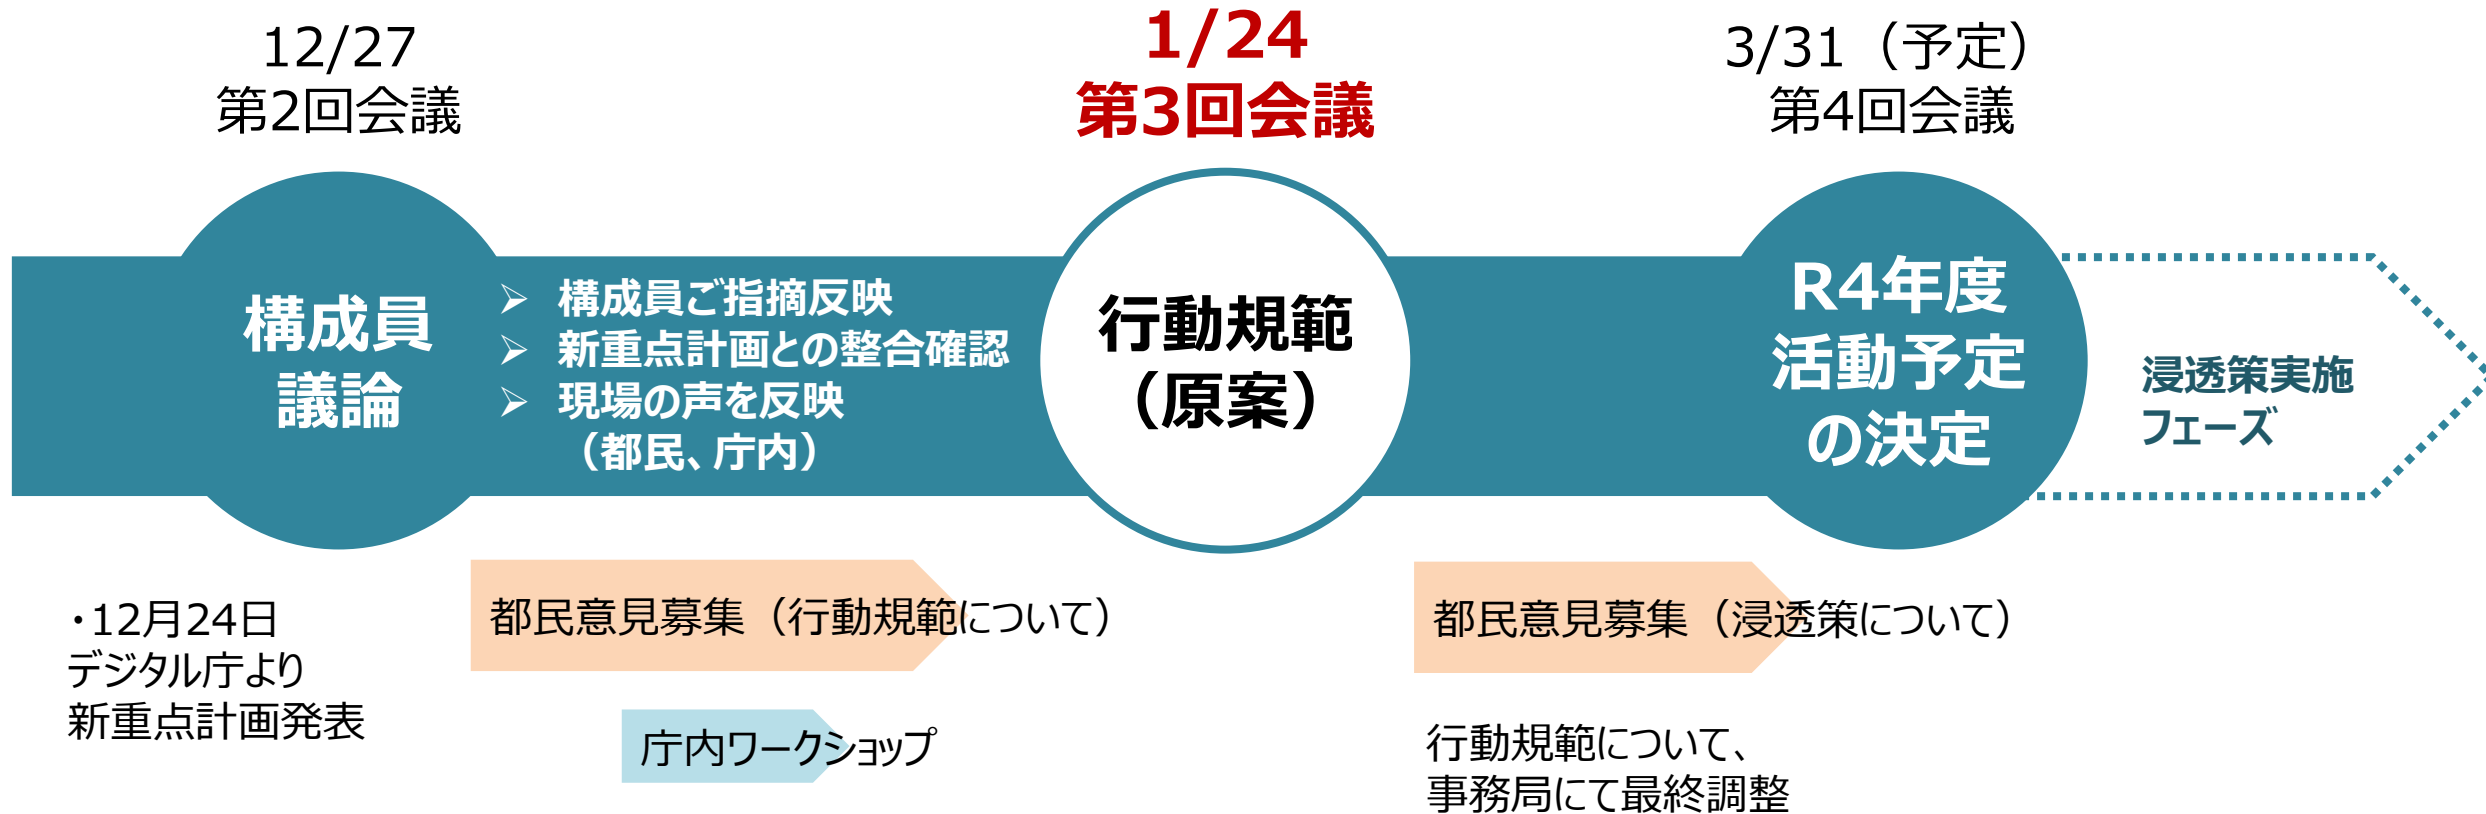 12/27
第2回会議
1/24
第3回会議
3/31（予定）
第4回会議
構成員
議論
➢ 構成員ご指摘反映
➢ 新重点計画との整合確認
➢ 現場の声を反映
（都民、庁内）
行動規範
（原案）
R4年度
活動予定
の決定
浸透策実施
フェーズ
・12月24日
デジタル庁より
新重点計画発表
都民意見募集（行動規範について）
庁内ワークショップ
都民意見募集（浸透策について）
行動規範について、
事務局にて最終調整